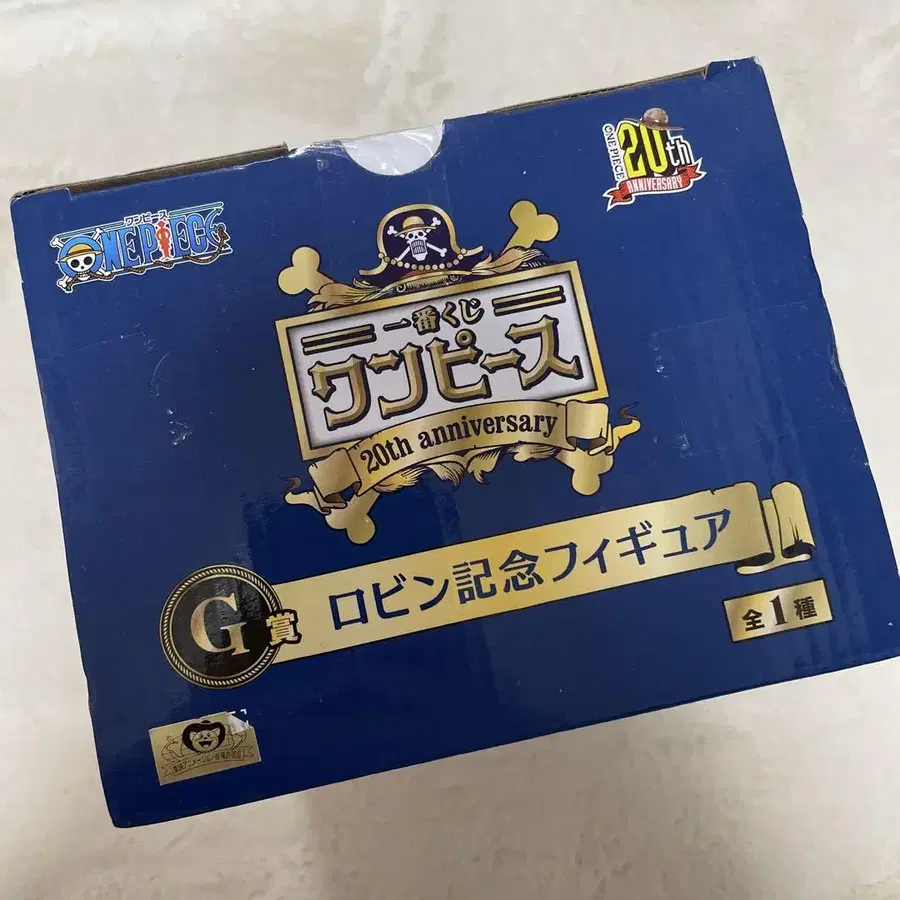 ワンピース
ONE PIECE
ONE PIECE
20th
ANNIVERSARY
一番くじ
ワンピース
20th anniversary
G賞
ロビン記念フィギュア
全1種